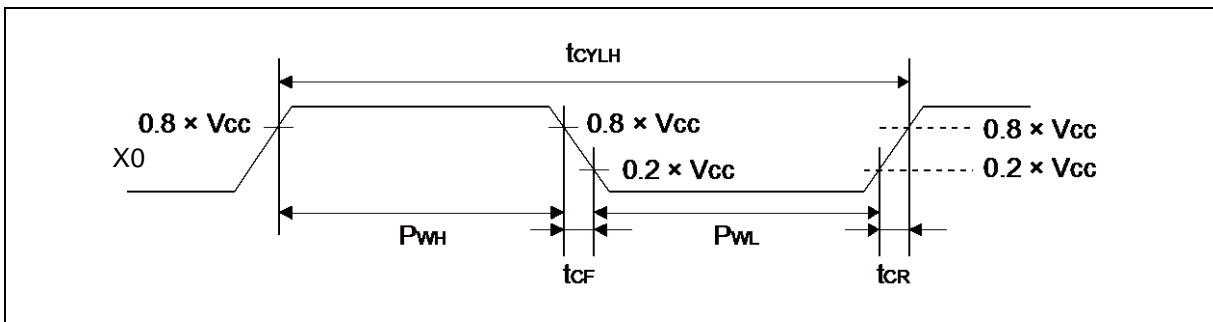 tCYLH
0.8 × VCC
0.8 × VCC
0.8 × VCC
X0
0.2 × VCC
0.2 × VCC
PWH
PWL
tCF
tCR